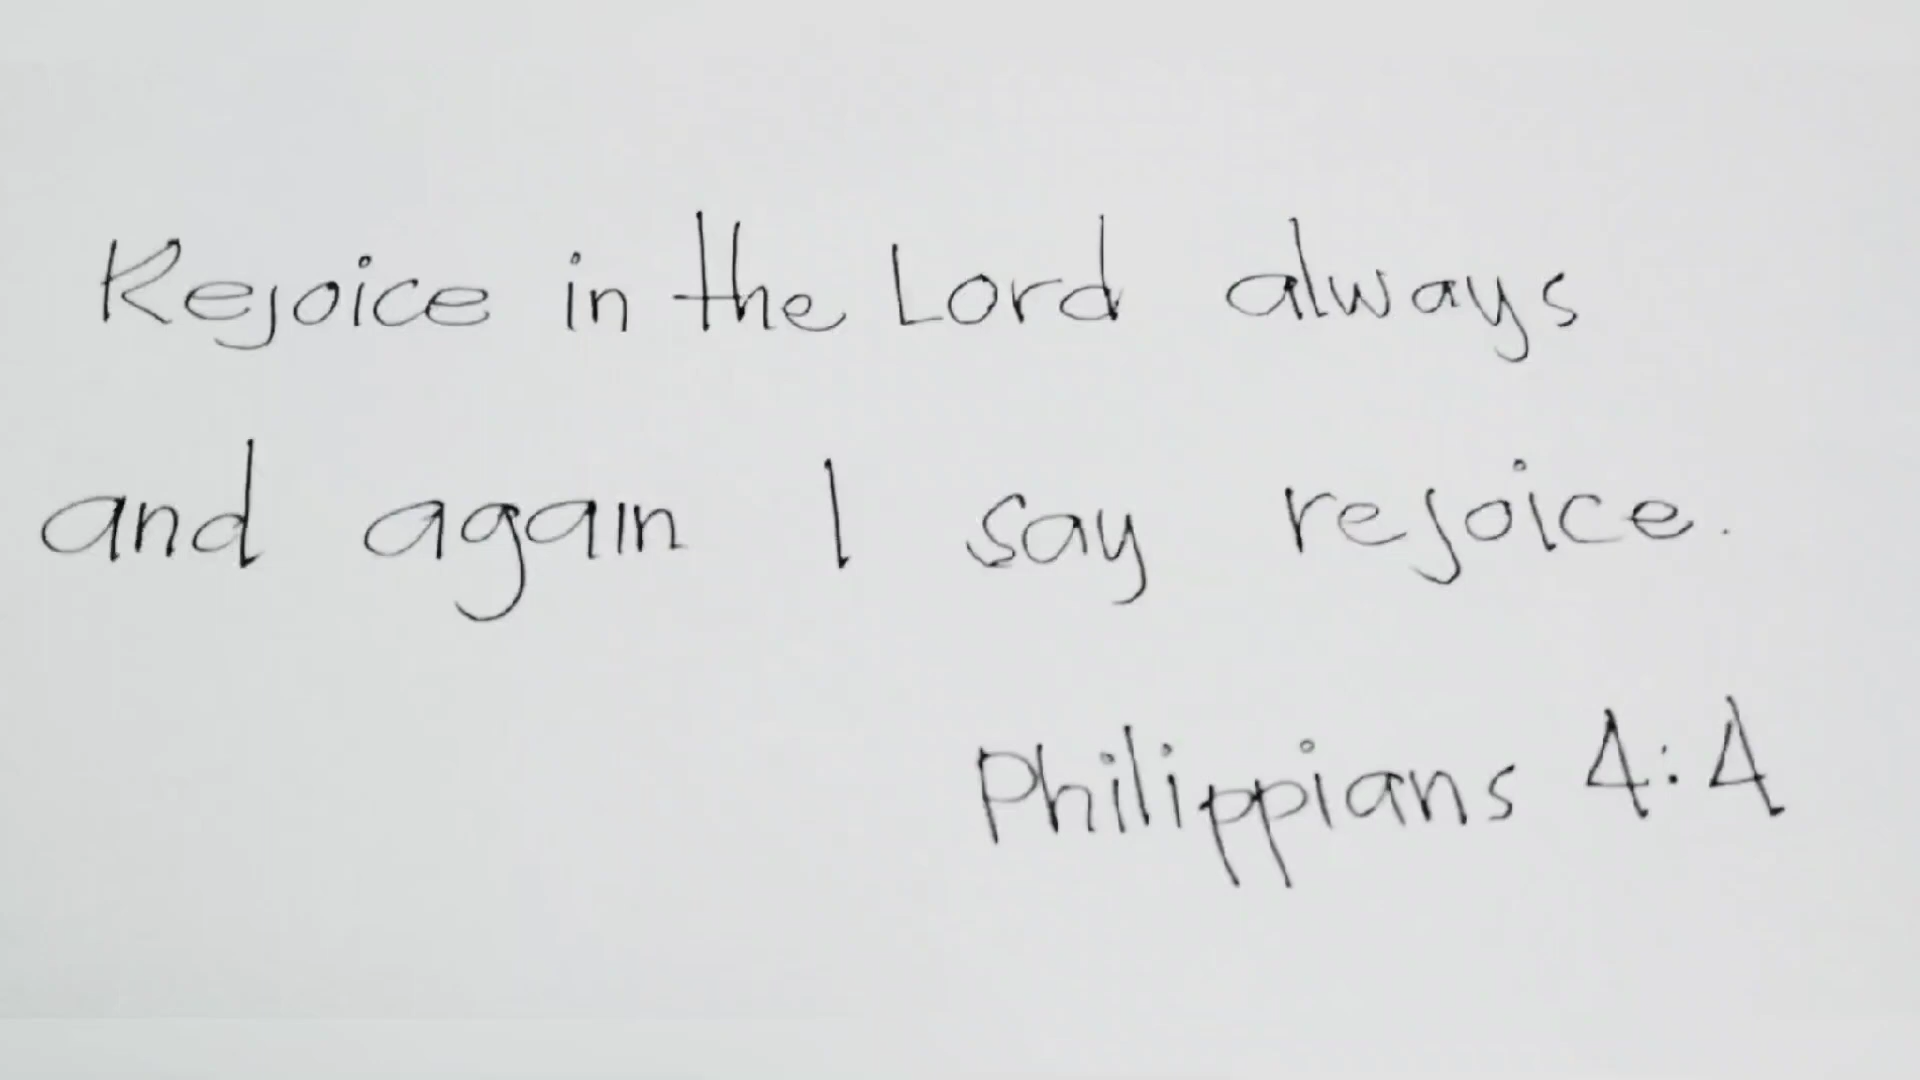 Rejoice in the Lord always
and again I say rejoice.
Philippians 4:4